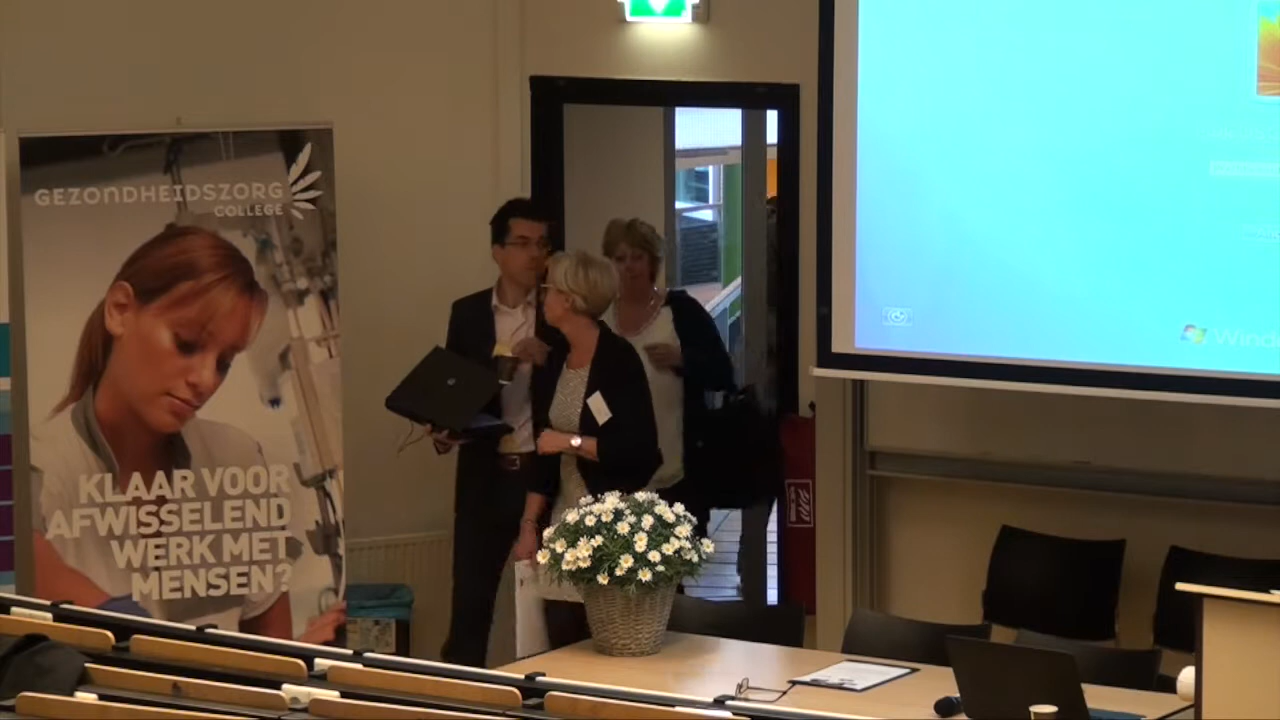 GEZONDHEIDSZORG
COLLEGE
KLAAR VOOR
AFWISSELEND
WERK MET
MENSEN?